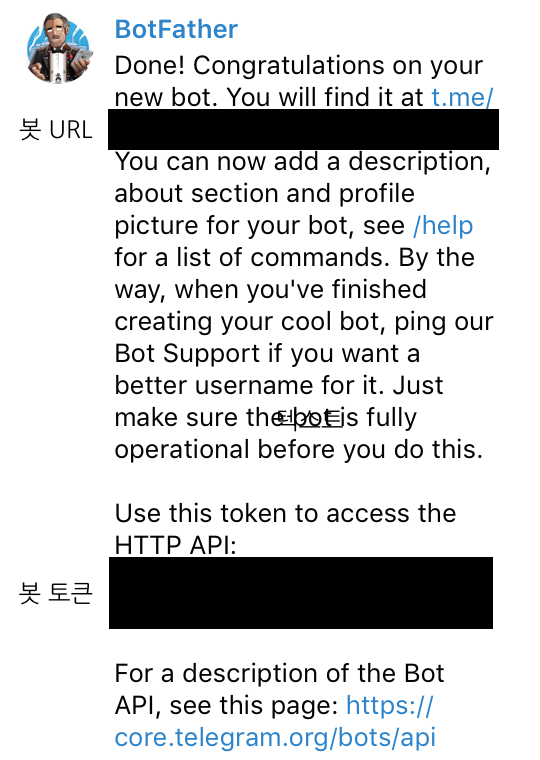 BotFather
Done! Congratulations on your
new bot. You will find it at t.me/
봇 URL
You can now add a description,
about section and profile
picture for your bot, see /help
for a list of commands. By the
way, when you've finished
creating your cool bot, ping our
Bot Support if you want a
better username for it. Just
make sure the bot is fully
텍스트
operational before you do this.
Use this token to access the
HTTP API:
봇 토큰
For a description of the Bot
API, see this page: https://
core.telegram.org/bots/api